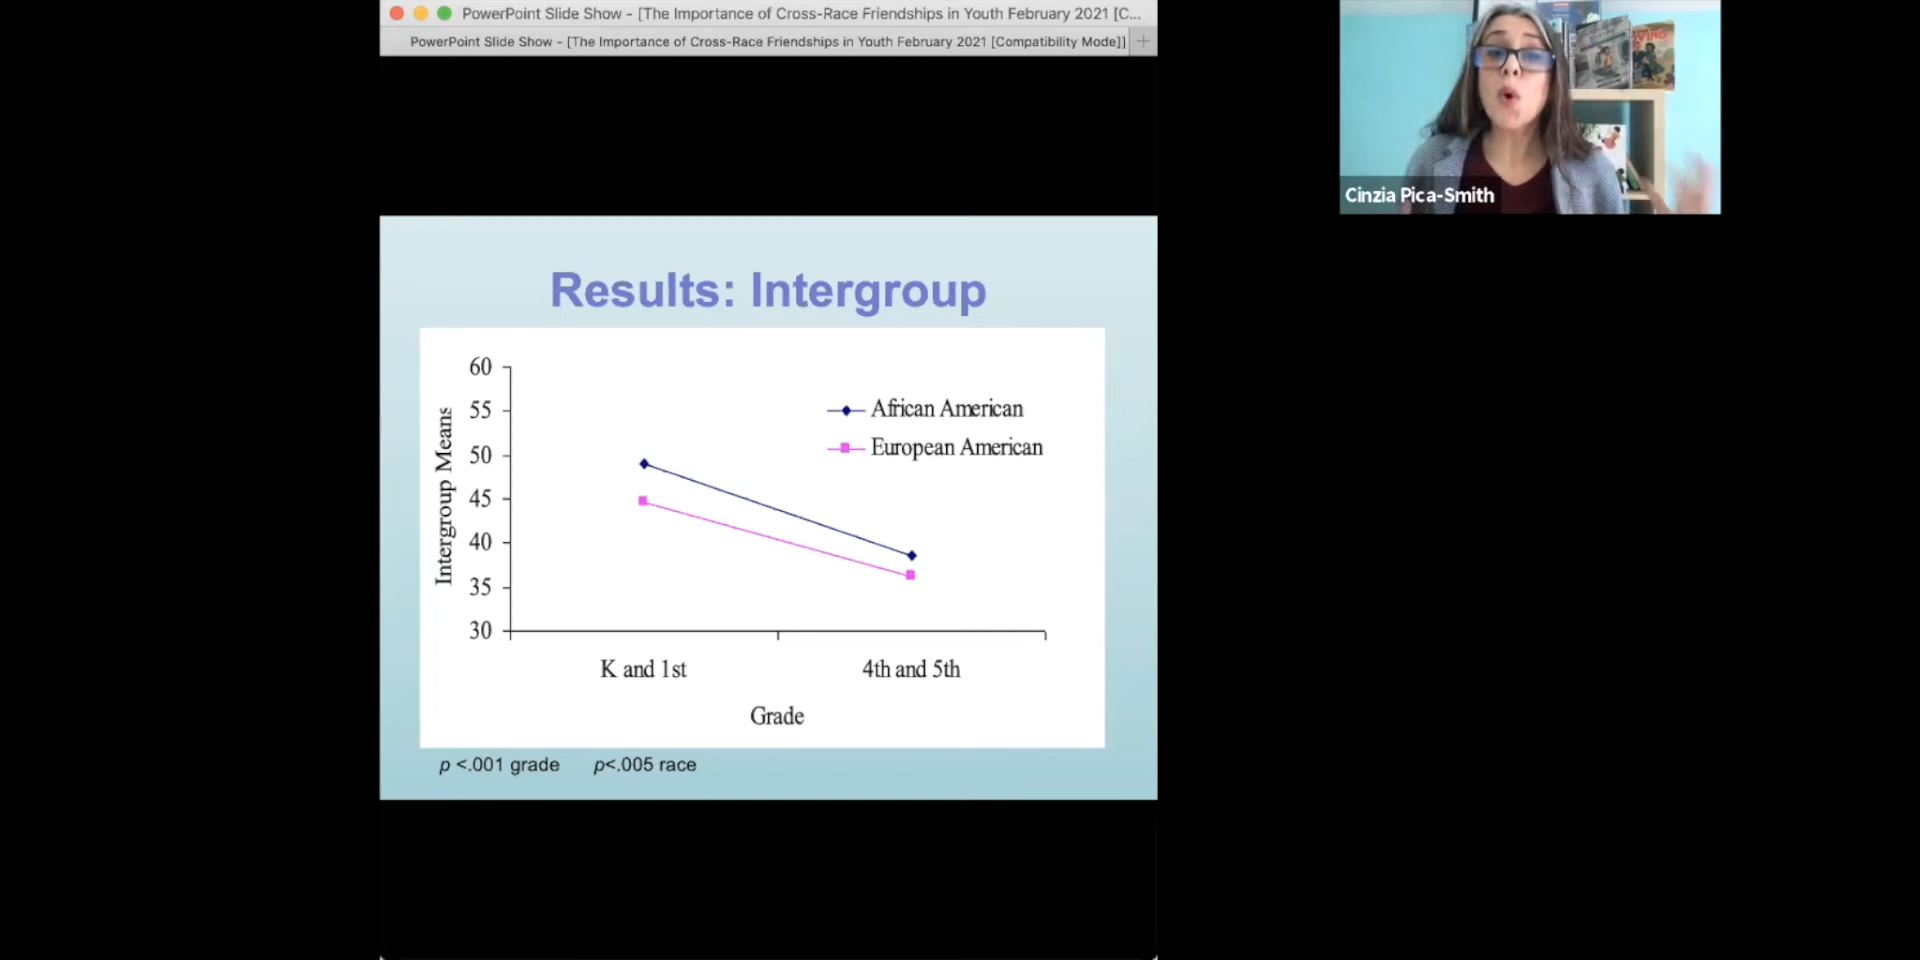 PowerPoint Slide Show - [The Importance of Cross-Race Friendships in Youth February 2021 [C...
PowerPoint Slide Show - [The Importance of Cross-Race Friendships in Youth February 2021 [Compatibility Mode]]
Cinzia Pica-Smith
Results: Intergroup
Intergroup Means
60
55
50
45
40
35
30
African American
European American
K and 1st
4th and 5th
Grade
p <.001 grade p<.005 race